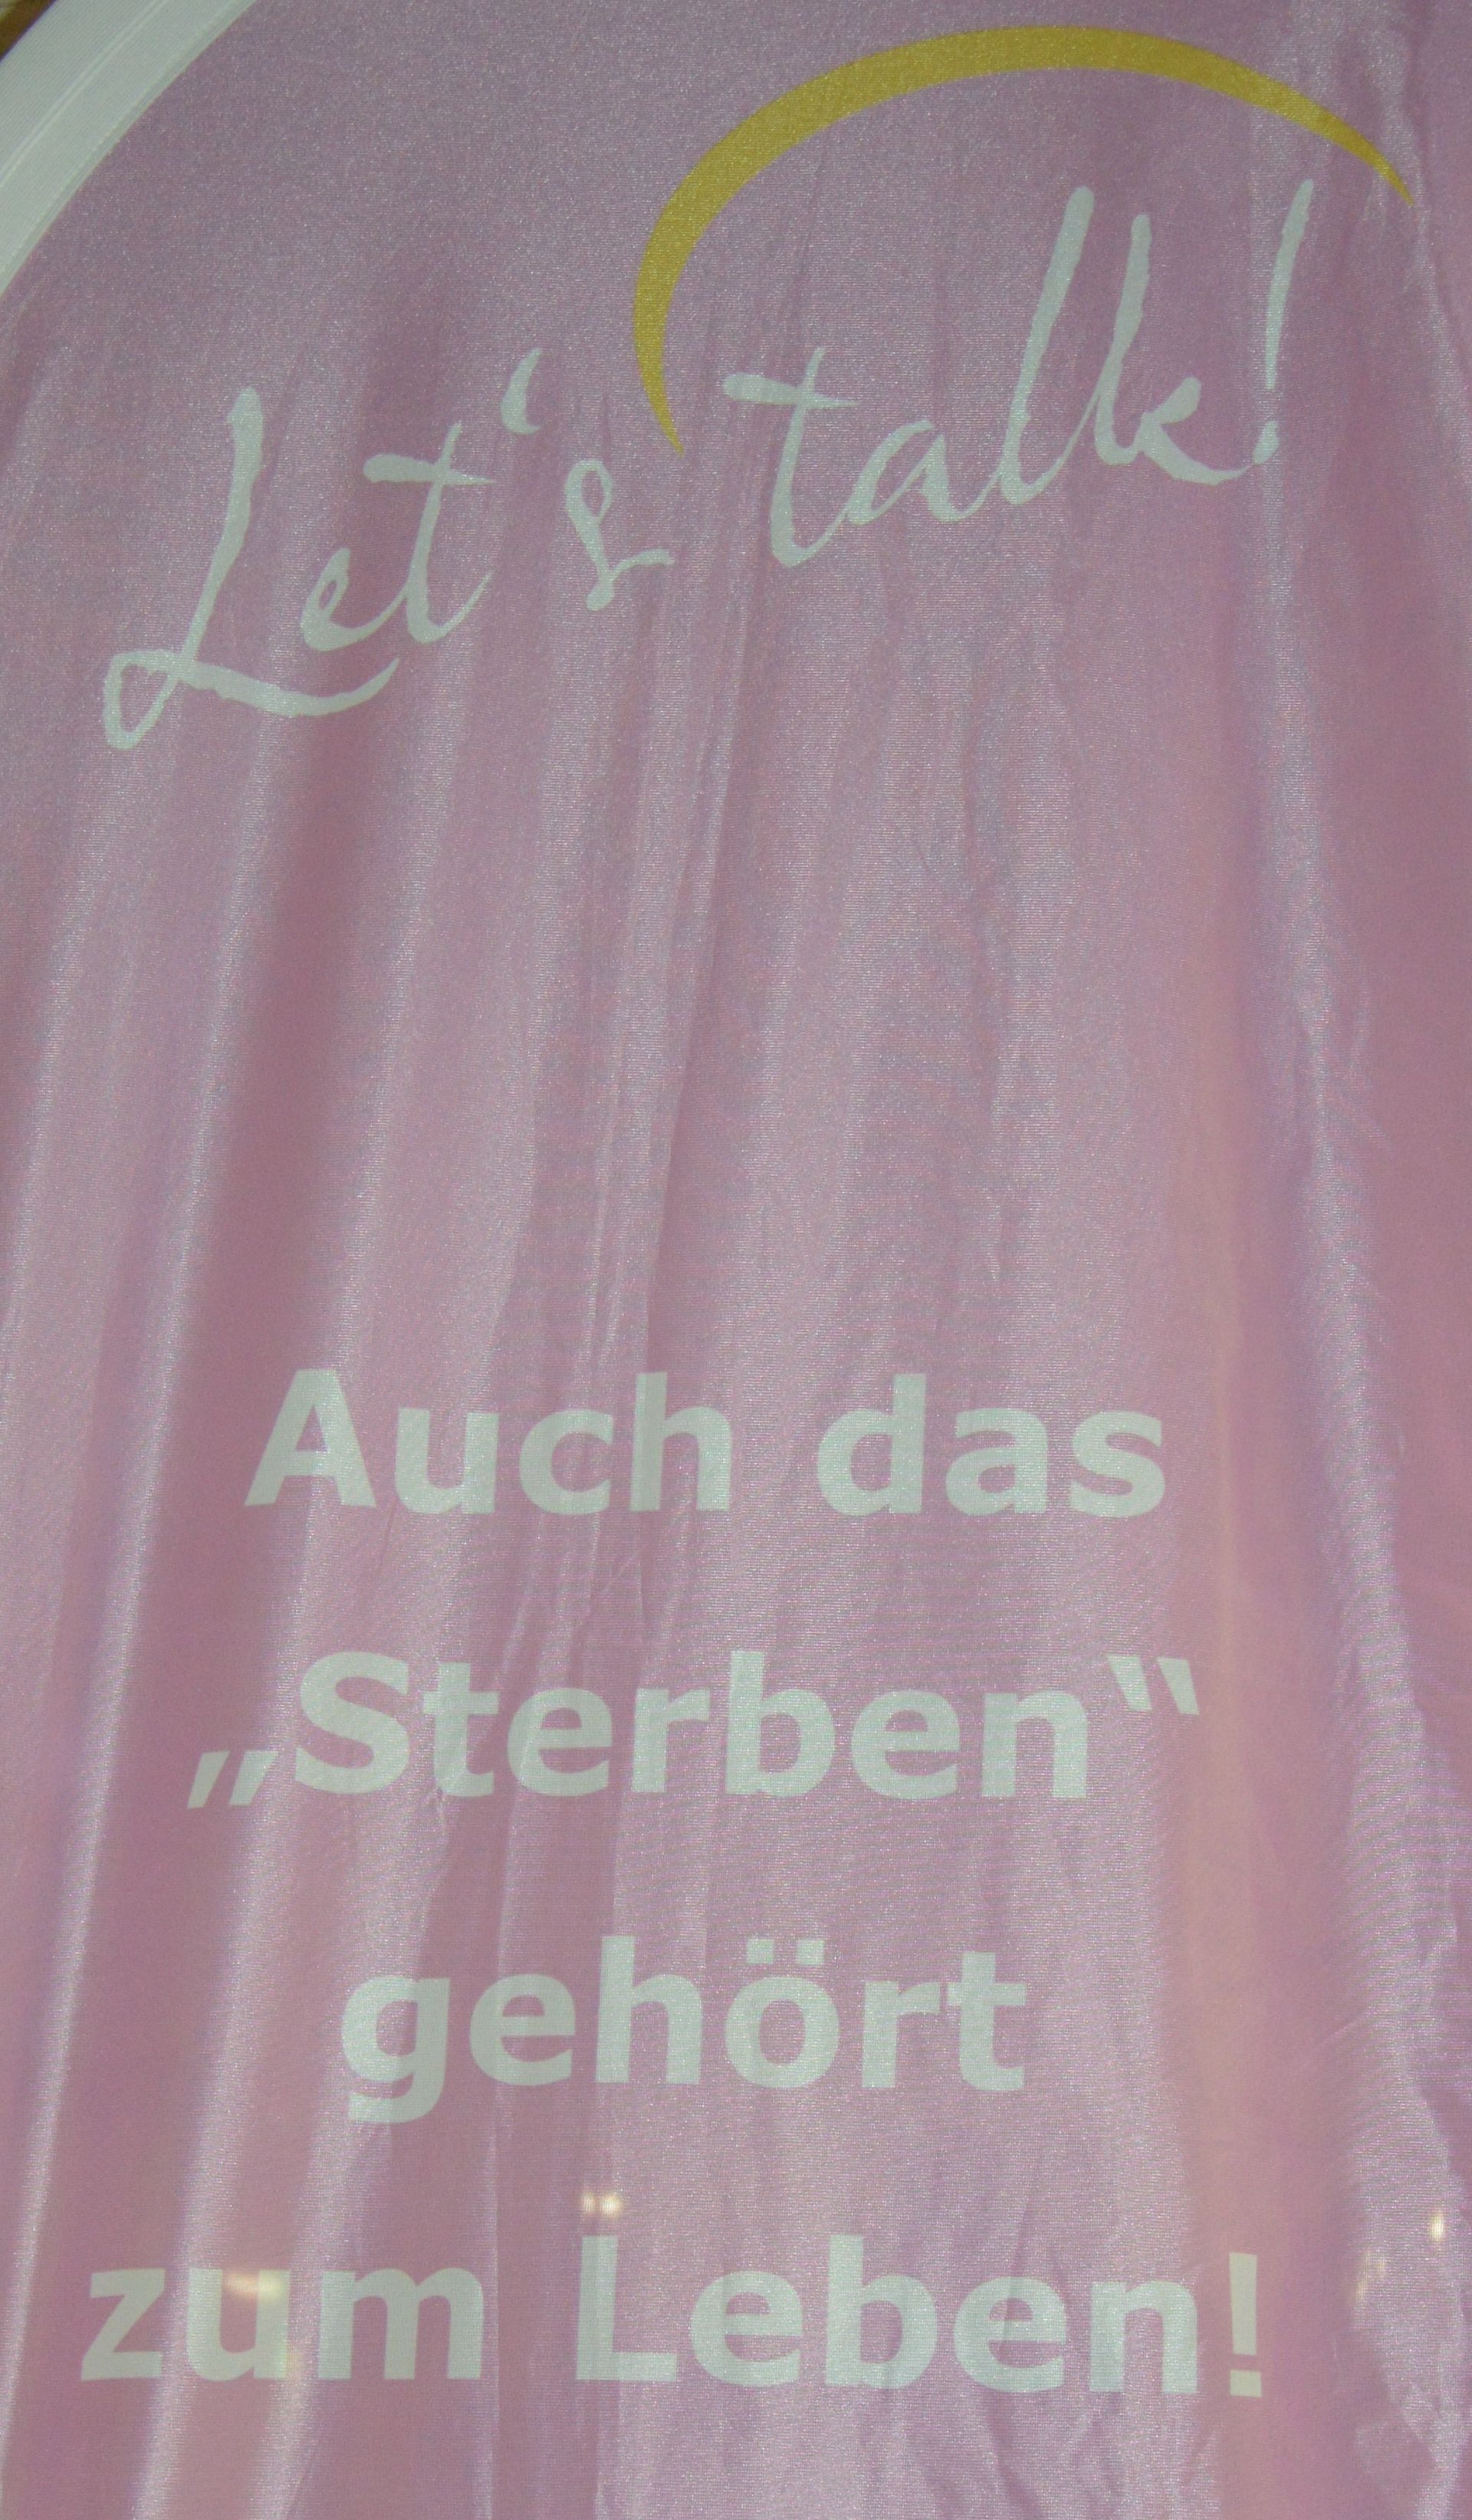 Let‘s talk!
Auch das
„Sterben“
gehört
zum Leben!